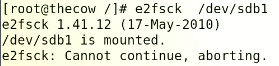 [root@thecow /]# e2fsck  /dev/sdb1
e2fsck 1.41.12 (17-May-2010)
/dev/sdb1 is mounted.
e2fsck: Cannot continue, aborting.